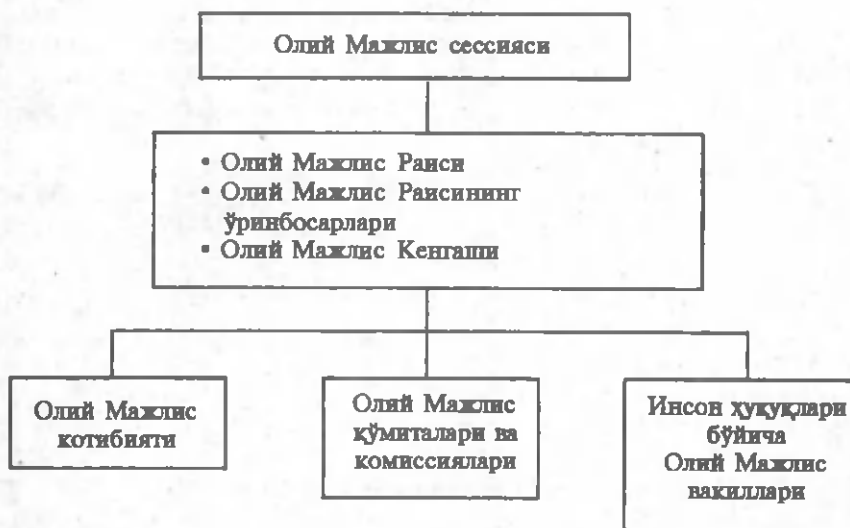 Олий Мажлис сессияси
• Олий Мажлис Раиси
• Олий Мажлис Раисининг
ўринбосарлари
• Олий Мажлис Кенгаши
Олий Мажлис
котибияти
Олий Мажлис
қўмиталари ва
комиссиялари
Инсон ҳуқуқлари
бўйича
Олий Мажлис
вакиллари